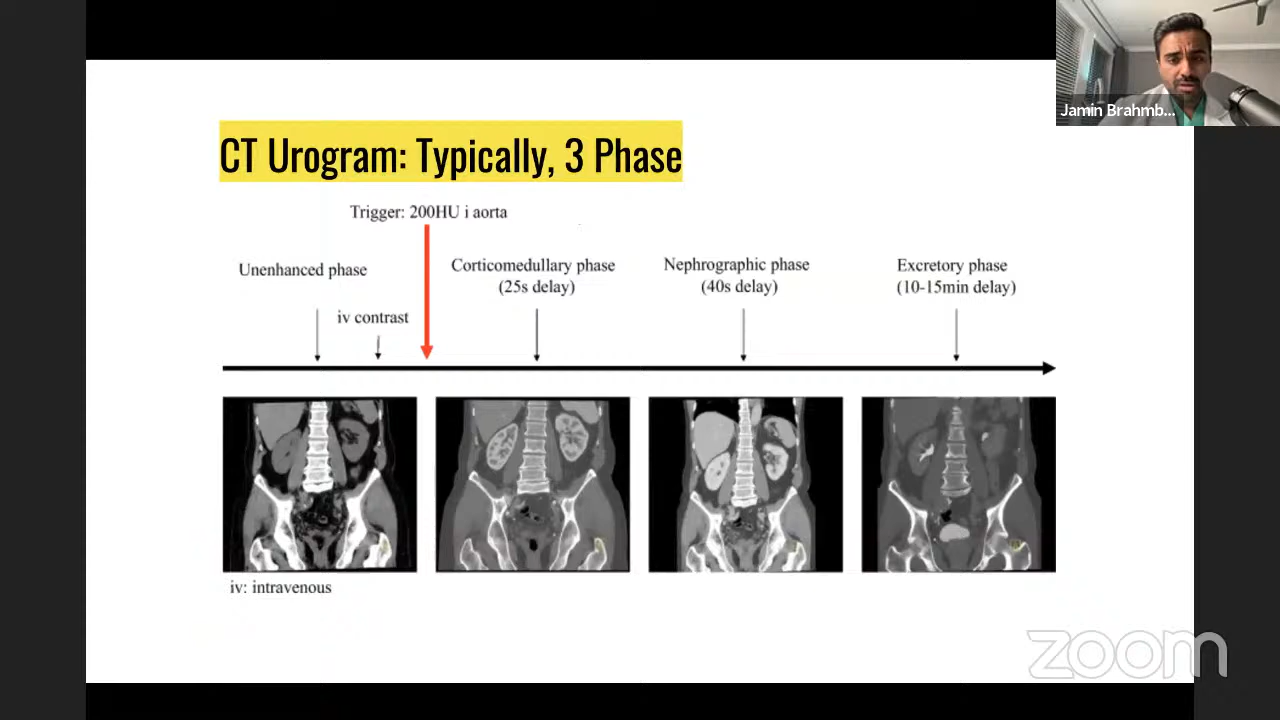 Jamin Brahmb...
CT Urogram: Typically, 3 Phase
Trigger: 200HU i aorta
Unenhanced phase
iv contrast
Corticomedullary phase
(25s delay)
Nephrographic phase
(40s delay)
Excretory phase
(10-15min delay)
iv: intravenous
zoom